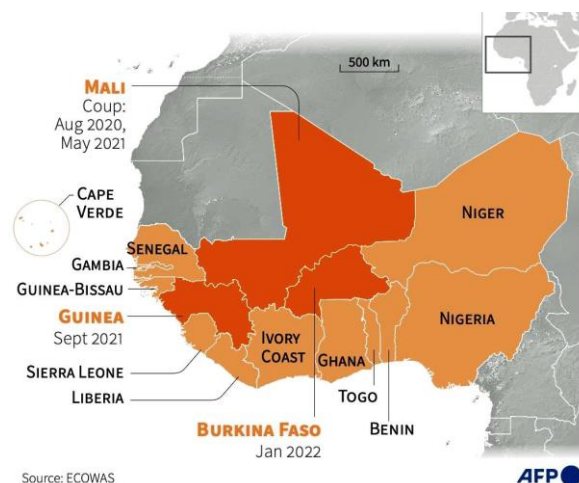 500 km
MALI
Coup:
Aug 2020,
May 2021
CAPE
VERDE
NIGER
SENEGAL
GAMBIA
GUINEA-BISSAU
GUINEA
Sept 2021
NIGERIA
IVORY
COAST
GHANA
SIERRA LEONE
LIBERIA
TOGO
BENIN
BURKINA FASO
Jan 2022
Source: ECOWAS
AFP